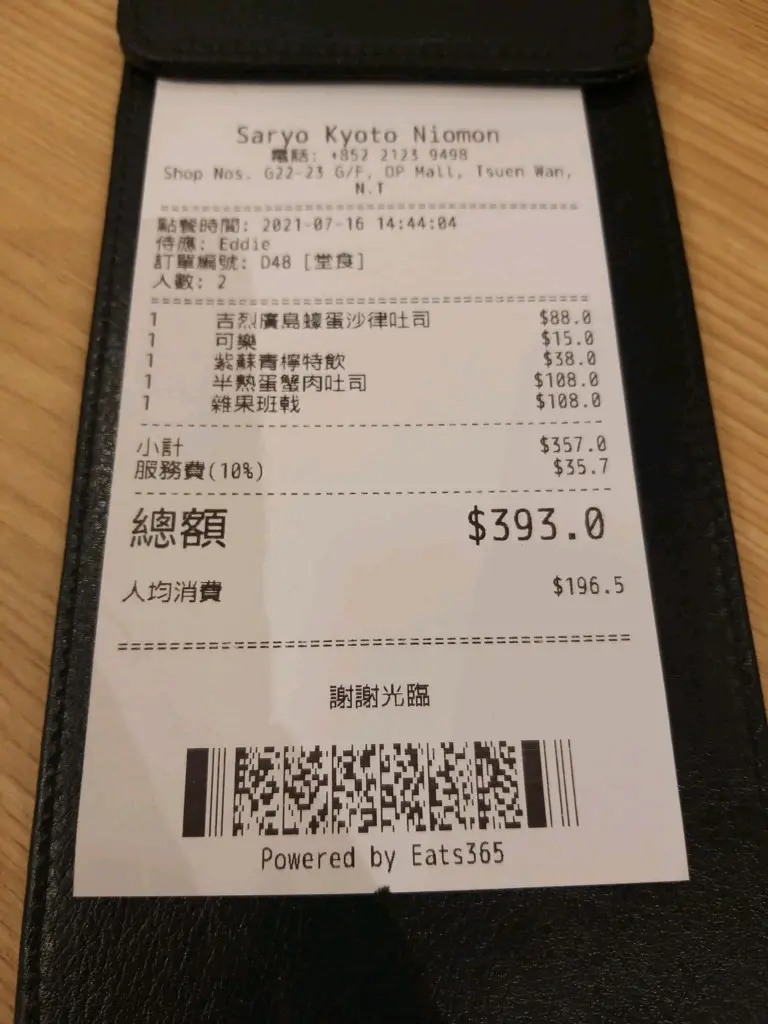 Saryo Kyoto Niomon
電話: +852 2123 9498
Shop Nos. G22-23 G/F, OP Mall, Tsuen Wan,
N.T
點餐時間: 2021-07-16 14:44:04
侍應: Eddie
訂單編號: D48 [堂食]
人數: 2
1 吉烈廣島蠔蛋沙律吐司 $88.0
1 可樂 $15.0
1 紫蘇青檸特飲 $38.0
1 半熟蛋蟹肉吐司 $108.0
1 雜果班戟 $108.0
小計 $357.0
服務費(10%) $35.7
總額 $393.0
人均消費 $196.5
謝謝光臨
Powered by Eats365